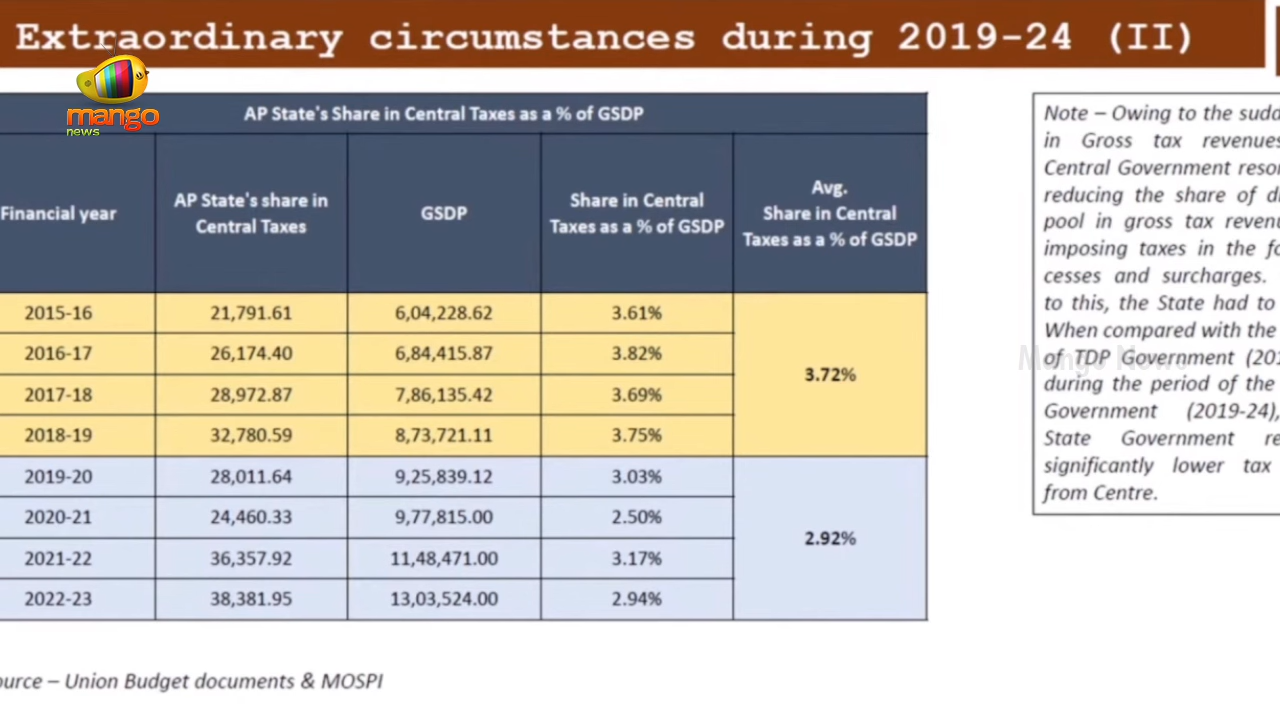 Extraordinary circumstances during 2019-24 (II)
mango
news
AP State's Share in Central Taxes as a % of GSDP
Financial year
AP State's share in
Central Taxes
GSDP
Share in Central
Taxes as a % of GSDP
Avg.
Share in Central
Taxes as a % of GSDP
2015-16 21,791.61 6,04,228.62 3.61%
2016-17 26,174.40 6,84,415.87 3.82%
3.72%
2017-18 28,972.87 7,86,135.42 3.69%
2018-19 32,780.59 8,73,721.11 3.75%
2019-20 28,011.64 9,25,839.12 3.03%
2020-21 24,460.33 9,77,815.00 2.50%
2.92%
2021-22 36,357.92 11,48,471.00 3.17%
2022-23 38,381.95 13,03,524.00 2.94%
Note – Owing to the
in Gross tax revenues
Central Government
reducing the share of
pool in gross tax
imposing taxes in the
cesses and surcharges.
to this, the State had to
When compared with the
of TDP Government
during the period of the
Government (2019-24),
State Government
significantly lower tax
from Centre.
Mango News
– Union Budget documents & MOSPI